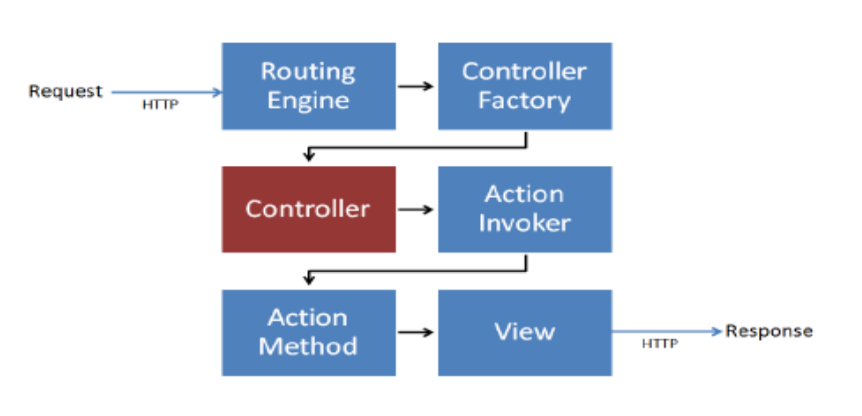 Routing
Engine
Controller
Factory
Request
HTTP
Controller
Action
Invoker
Action
Method
View
Response
HTTP